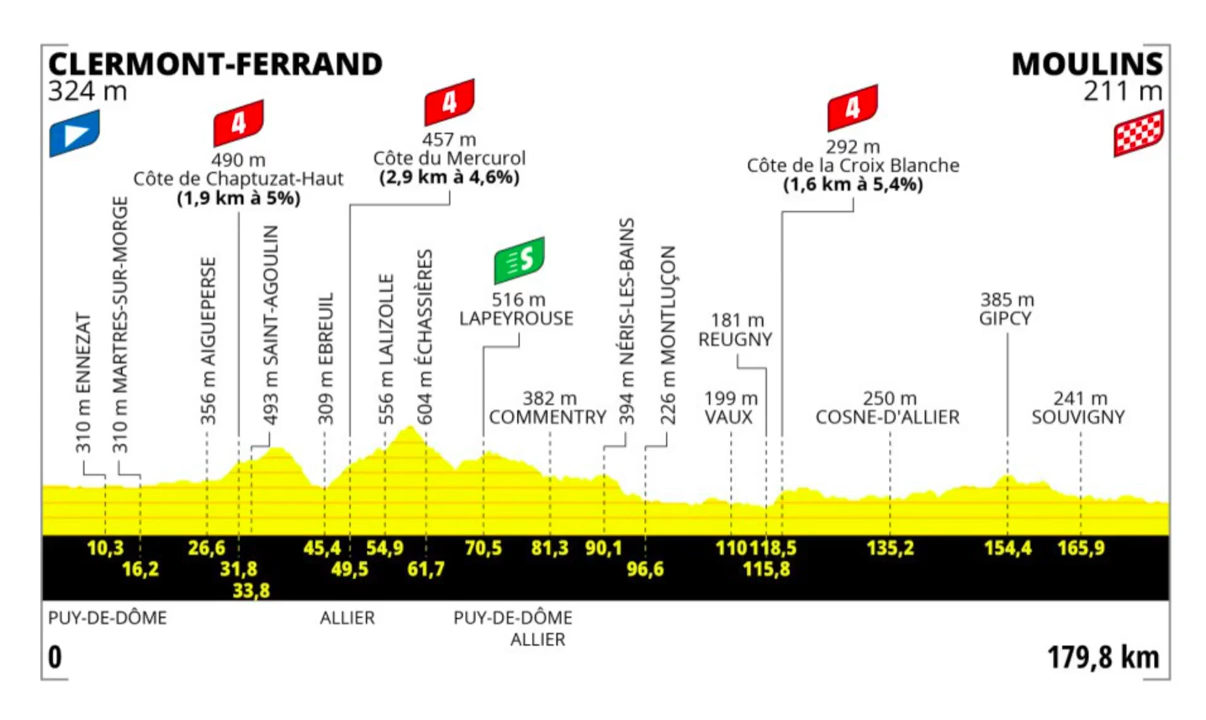 CLERMONT-FERRAND
324 m
MOULINS
211 m
4
490 m
Côte de Chaptuzat-Haut
(1,9 km à 5%)
4
457 m
Côte du Mercurol
(2,9 km à 4,6%)
4
292 m
Côte de la Croix Blanche
(1,6 km à 5,4%)
310 m ENNEZAT
310 m MARTRES-SUR-MORGE
356 m AIGUEPERSE
493 m SAINT-AGOULIN
309 m EBREUIL
556 m LALIZOLLE
604 m ÉCHASSIÈRES
S
516 m
LAPEYROUSE
382 m
COMMENTRY
394 m NÉRIS-LES-BAINS
226 m MONTLUÇON
181 m
REUGNY
199 m
VAUX
250 m
COSNE-D'ALLIER
385 m
GIPCY
241 m
SOUVIGNY
10,3 26,6 45,4 54,9 70,5 81,3 90,1 110 118,5 135,2 154,4 165,9
16,2 31,8 49,5 61,7 96,6 115,8
33,8
PUY-DE-DÔME ALLIER PUY-DE-DÔME
ALLIER
0 179,8 km